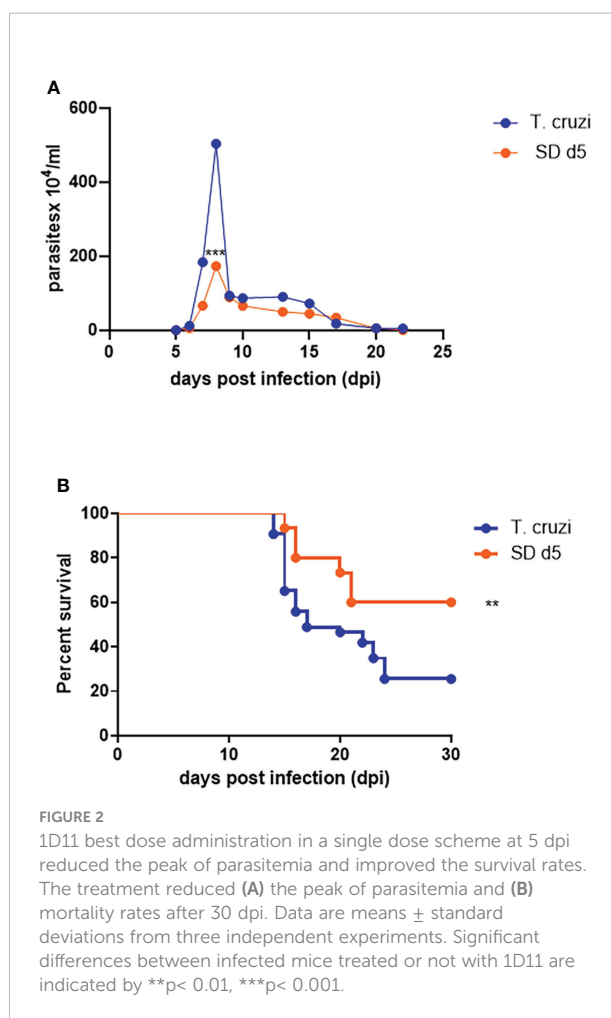 A
600
400
200
0
parasitesx 10⁴/ml
0 5 10 15 20 25
days post infection (dpi)
T. cruzi
SD d5
***
B
100
80
60
40
20
0
Percent survival
0 10 20 30
days post infection (dpi)
T. cruzi
SD d5
**
FIGURE 2
1D11 best dose administration in a single dose scheme at 5 dpi
reduced the peak of parasitemia and improved the survival rates.
The treatment reduced (A) the peak of parasitemia and (B)
mortality rates after 30 dpi. Data are means ± standard
deviations from three independent experiments. Significant
differences between infected mice treated or not with 1D11 are
indicated by **p< 0.01, ***p< 0.001.